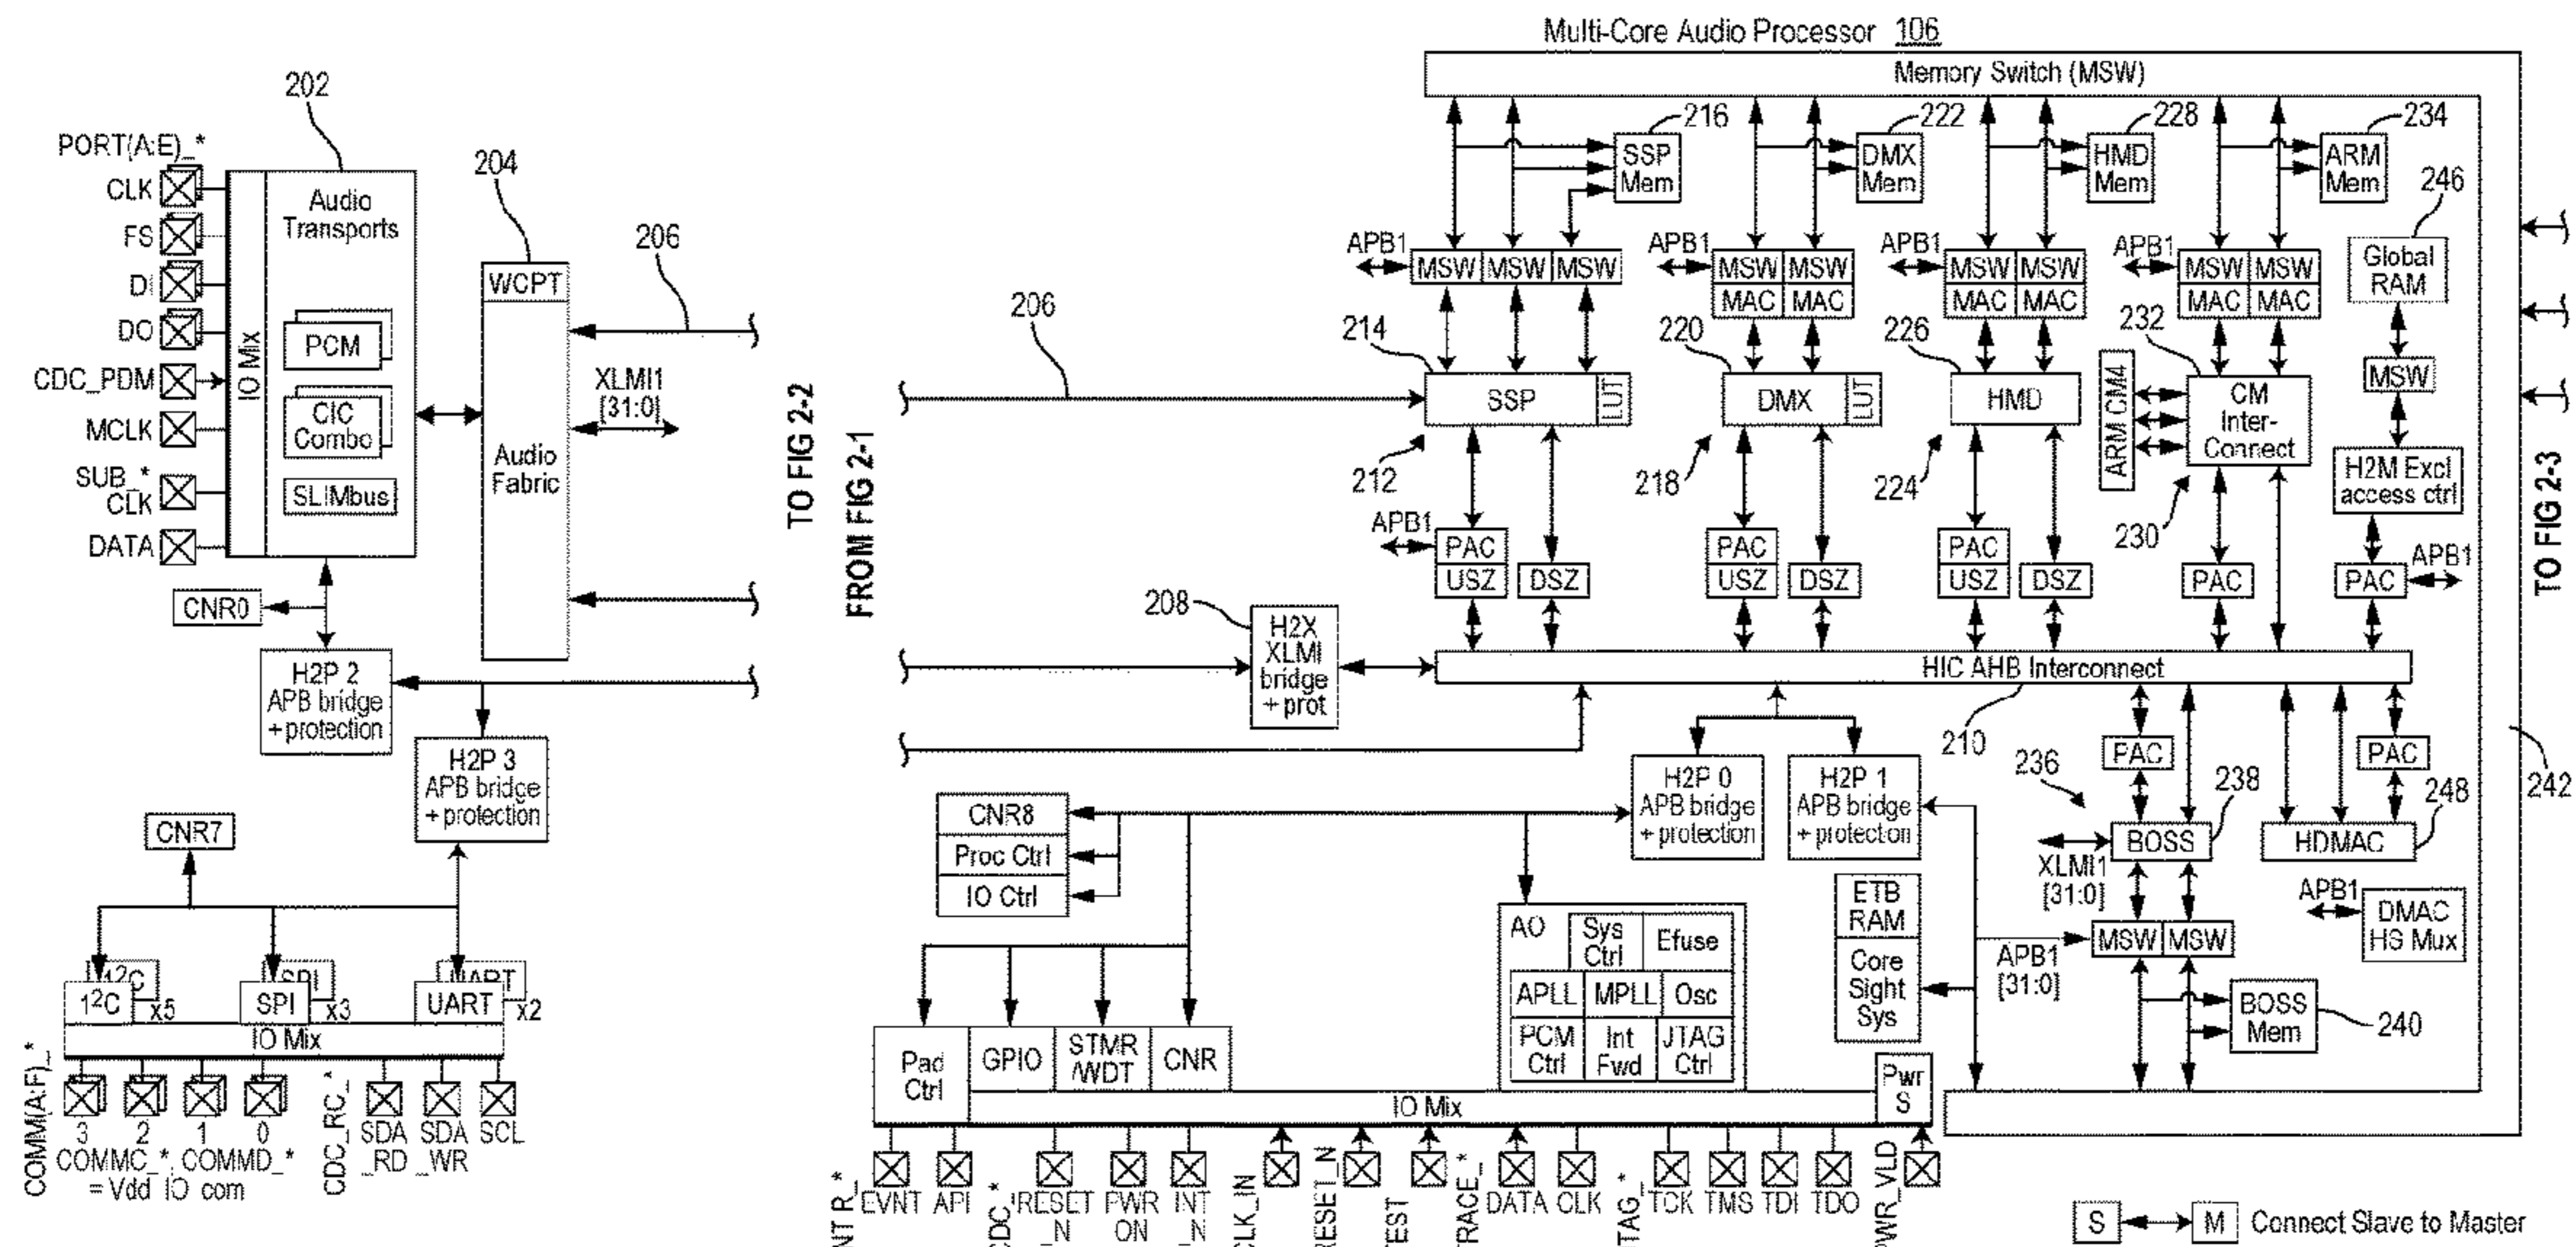 Multi-Core Audio Processor 106
Memory Switch (MSW)
202
PORT(A:E)_*
CLK
FS
DI
DO
CDC_PDM
MCLK
SUB_*
CLK
DATA
IO Mix
Audio
Transports
PCM
CIC
Combo
SLIMbus
204
WCPT
Audio
Fabric
206
XLMI1
[31:0]
CNR0
H2P 2
APB bridge
+ protection
H2P 3
APB bridge
+ protection
CNR7
I²C
I²C
x5
SPI
SPI
x3
UART
UART
x2
IO Mix
COMM(A:F)_*
3
2
1
0
COMMC_*, COMMD_*
= Vdd IO com
CDC_RC_*
SDA
_RD
SDA
_WR
SCL
TO FIG 2-2
FROM FIG 2-1
206
216
SSP
Mem
222
DMX
Mem
228
HMD
Mem
234
ARM
Mem
246
Global
RAM
APB1
MSW MSW MSW
APB1
MSW MSW
MAC MAC
APB1
MSW MSW
MAC MAC
APB1
MSW MSW
MAC MAC
MSW
214
SSP
LUT
212
220
DMX
LUT
218
226
HMD
224
232
ARM CM4
CM
Inter-
Connect
230
H2M Excl
access ctrl
APB1
PAC
USZ
DSZ
PAC
USZ
DSZ
PAC
USZ
DSZ
PAC
PAC
APB1
TO FIG 2-3
208
H2X
XLMI
bridge
+ prot
HIC AHB Interconnect
210
H2P 0
APB bridge
+ protection
H2P 1
APB bridge
+ protection
CNR8
Proc Ctrl
IO Ctrl
PAC
PAC
236
238
BOSS
XLMI1
[31:0]
HDMAC
248
242
APB1
DMAC
HS Mux
MSW MSW
APB1
[31:0]
BOSS
Mem
240
ETB
RAM
Core
Sight
Sys
AO
Sys
Ctrl
Efuse
APLL
MPLL
Osc
PCM
Ctrl
Int
Fwd
JTAG
Ctrl
Pad
Ctrl
GPIO
STMR
/WDT
CNR
IO Mix
Pwr
S
EVNT
API
CDC_*
RESET
_N
PWR
ON
INT
_N
CLK_IN
RESET_N
TEST
TRACE_*
DATA
CLK
TCK
TMS
TDI
TDO
PWR_VLD
S
M
Connect Slave to Master